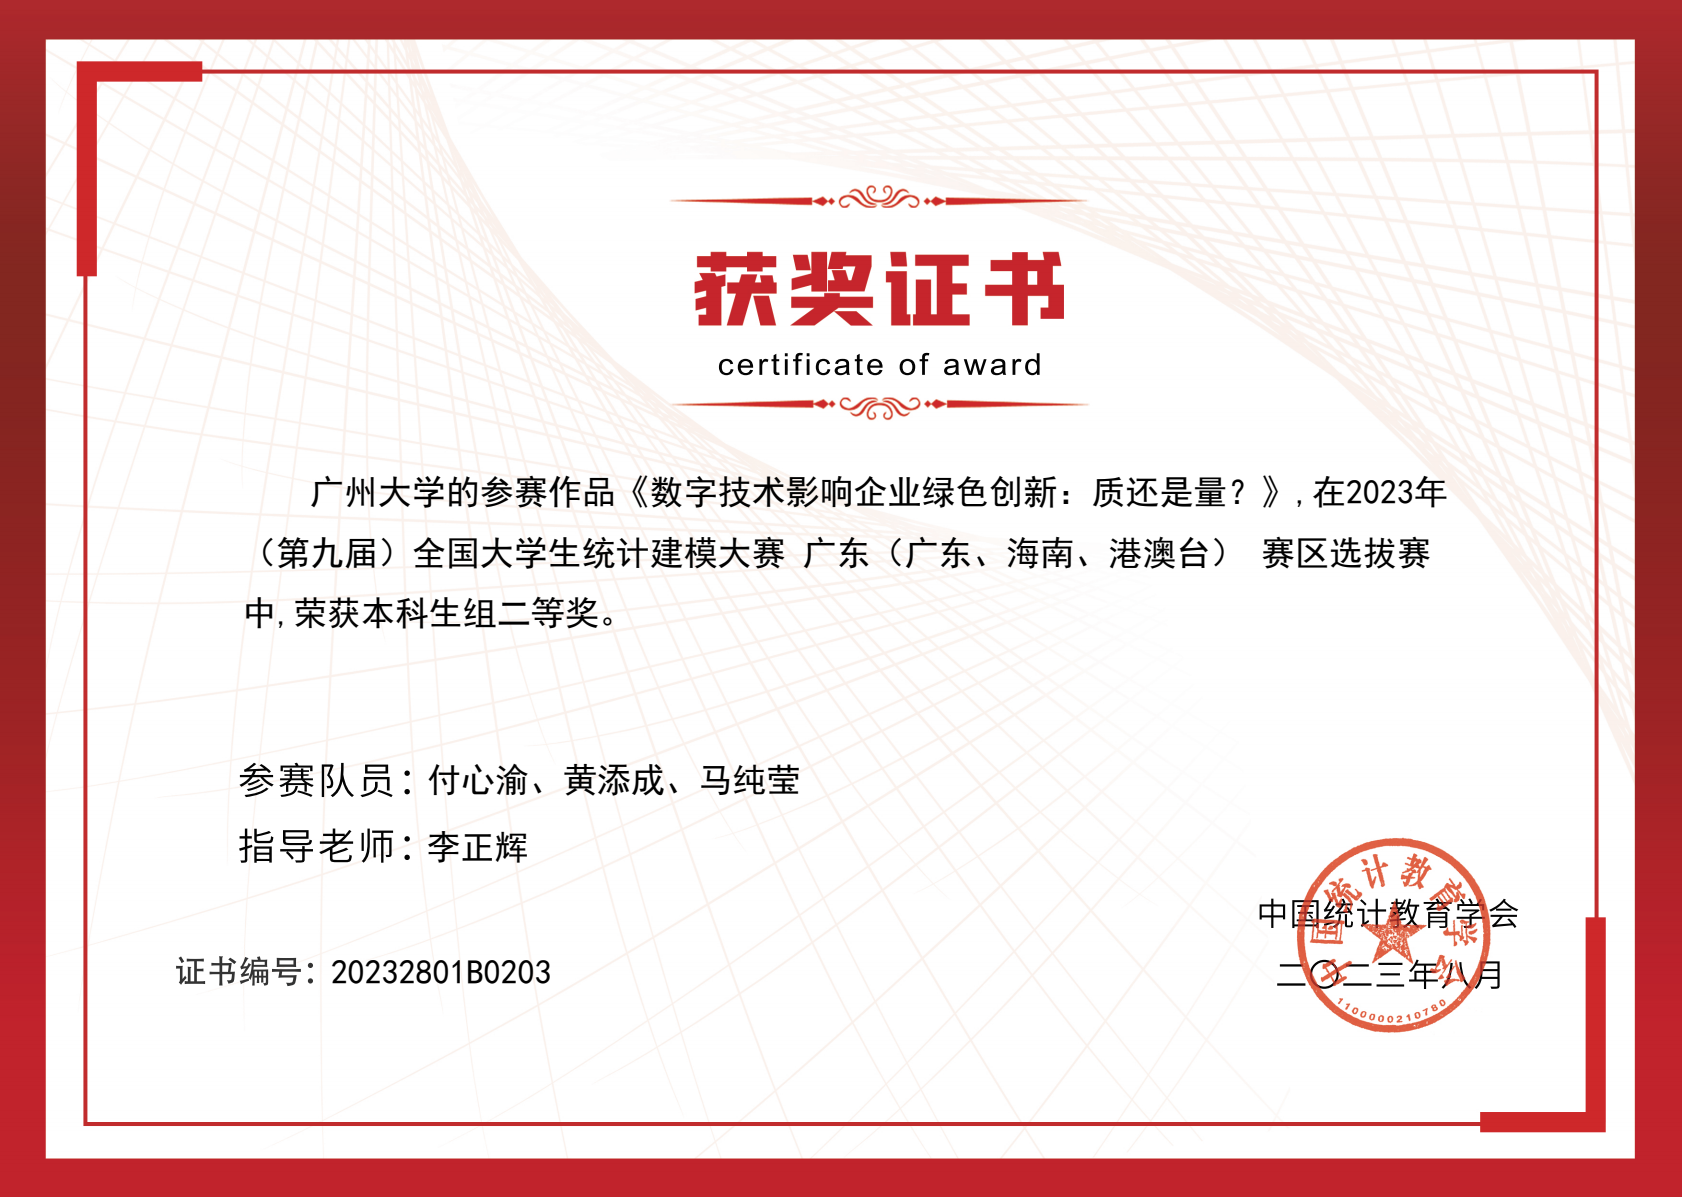 获奖证书
certificate of award
广州大学的参赛作品《数字技术影响企业绿色创新：质还是量？》,在2023年
（第九届）全国大学生统计建模大赛 广东（广东、海南、港澳台） 赛区选拔赛
中,荣获本科生组二等奖。
参赛队员：付心渝、黄添成、马纯莹
指导老师：李正辉
中国统计教育学会
二〇二三年八月
证书编号：20232801B0203
中国统计教育学会
1100000210780